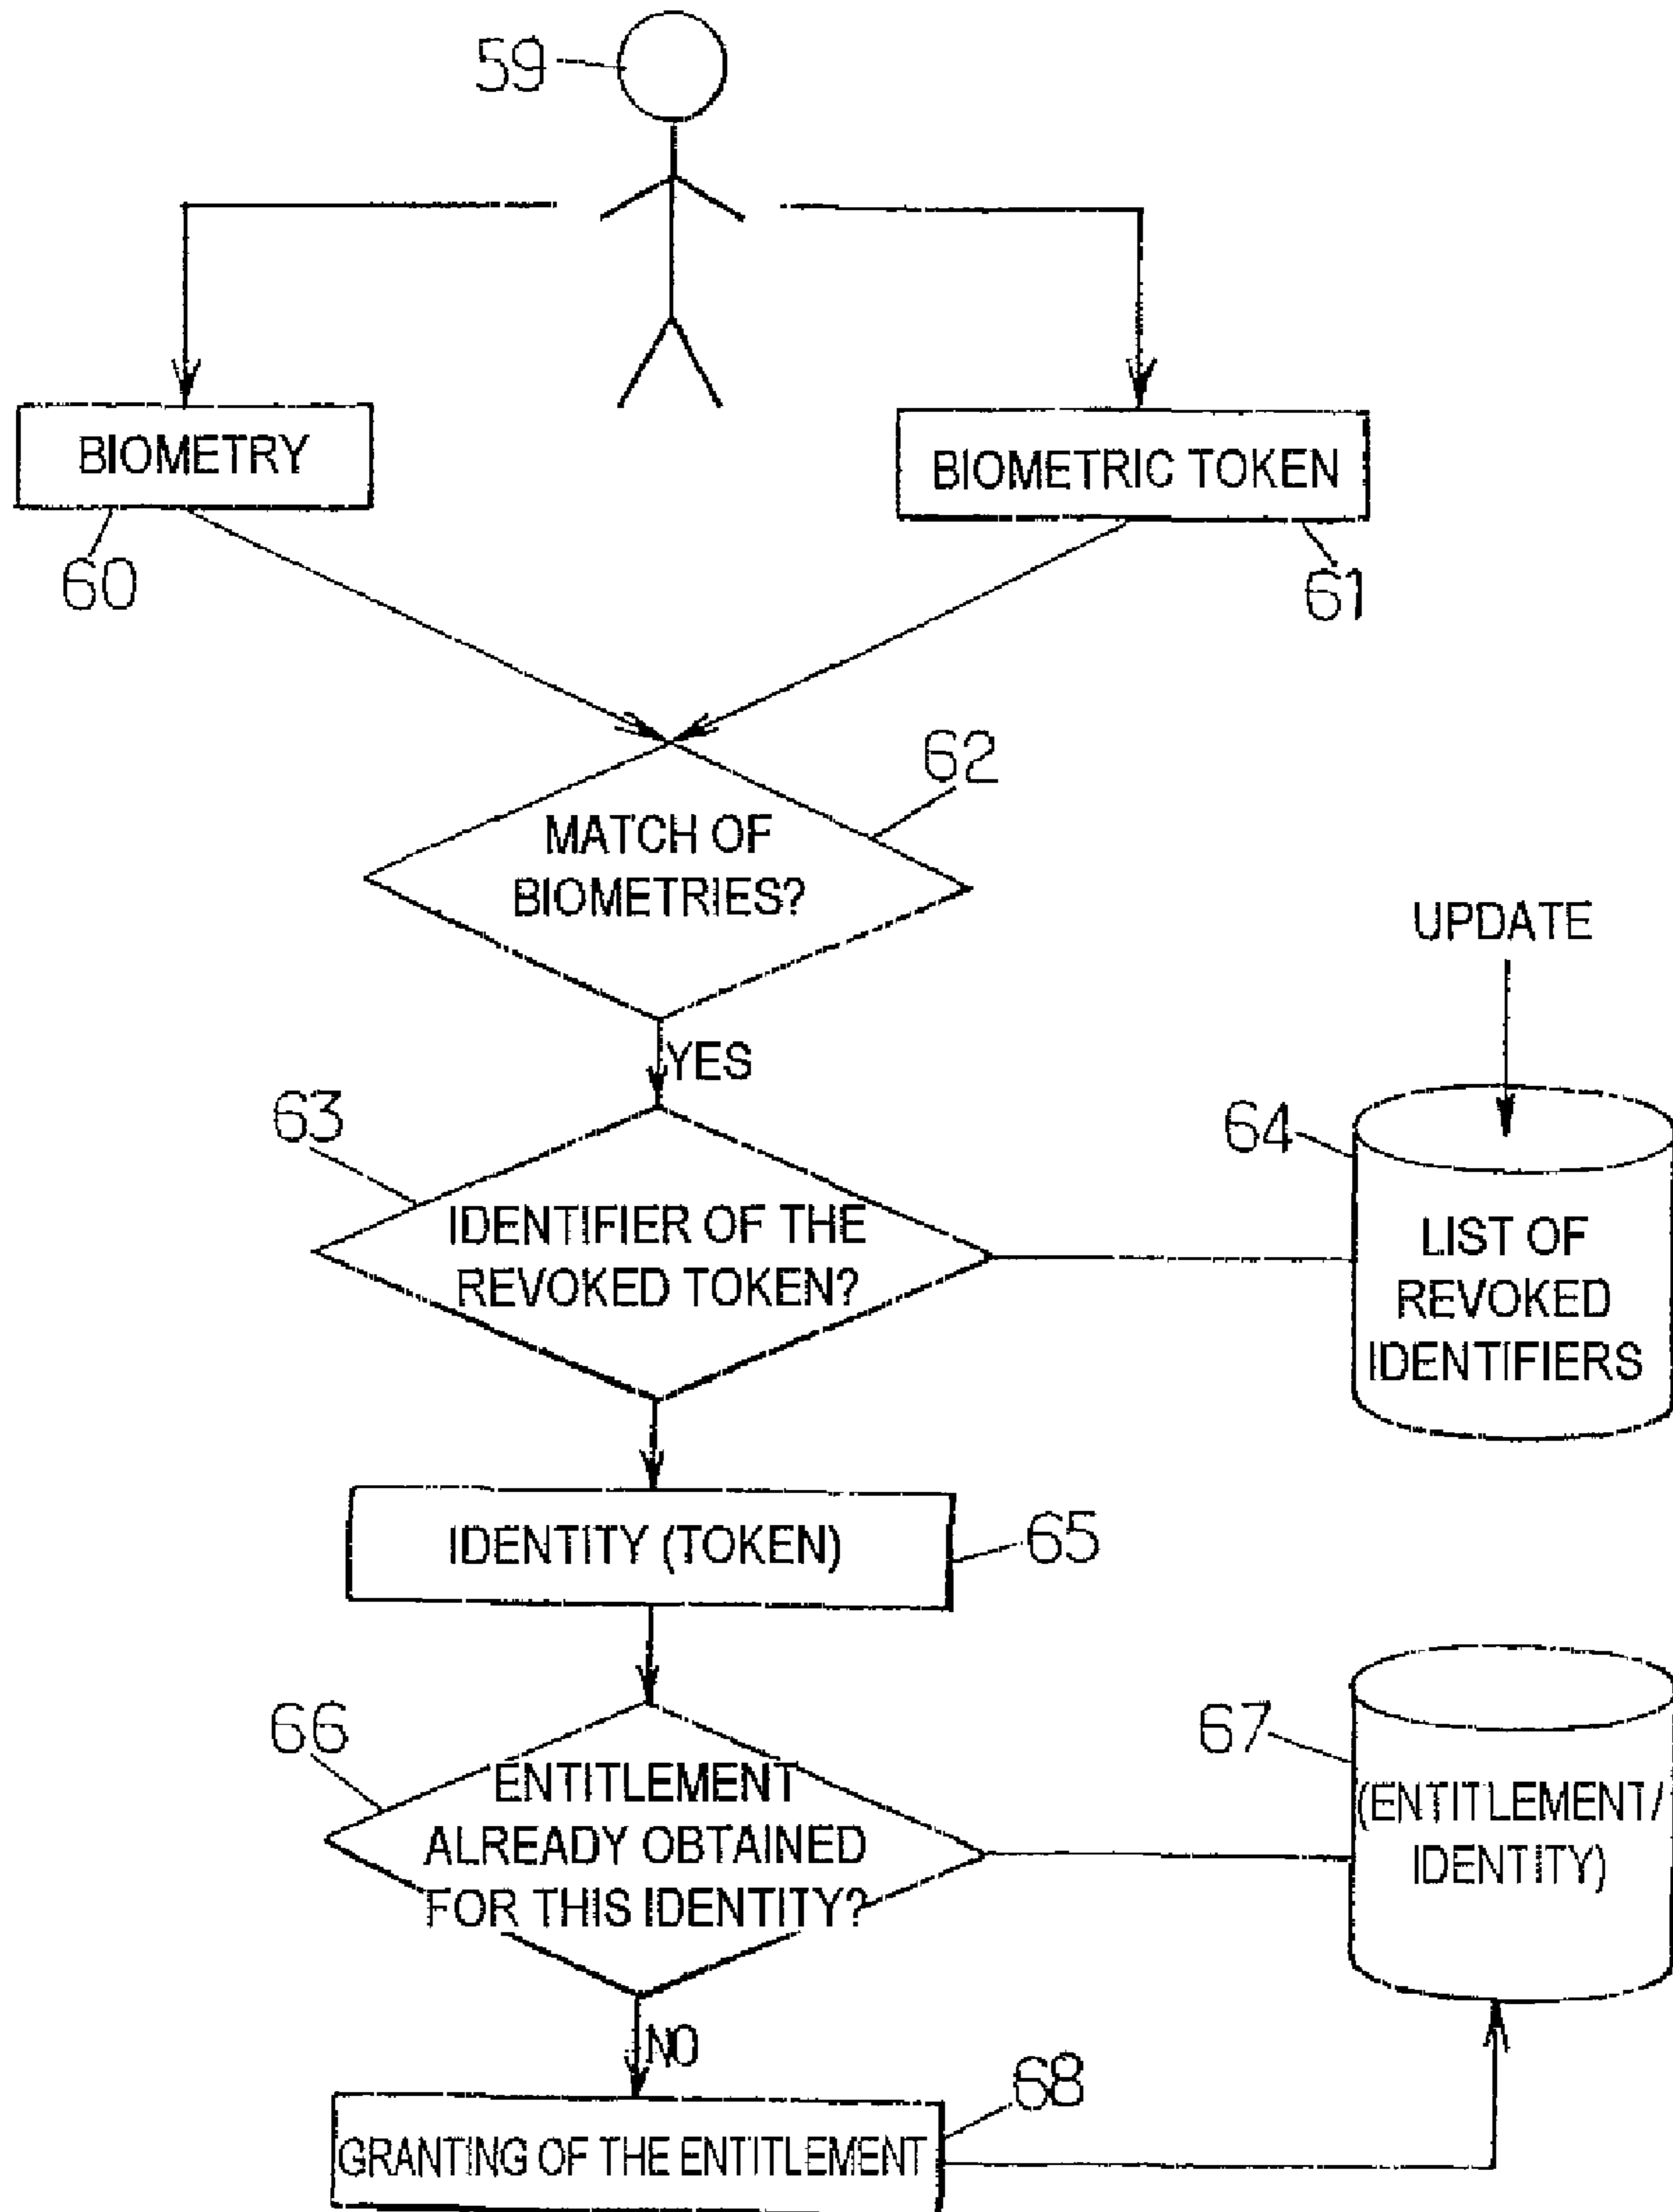 59
BIOMETRY
BIOMETRIC TOKEN
60
61
62
MATCH OF
BIOMETRIES?
UPDATE
YES
63
64
IDENTIFIER OF THE
REVOKED TOKEN?
LIST OF
REVOKED
IDENTIFIERS
IDENTITY (TOKEN)
65
66
67
ENTITLEMENT
ALREADY OBTAINED
FOR THIS IDENTITY?
(ENTITLEMENT/
IDENTITY)
NO
68
GRANTING OF THE ENTITLEMENT